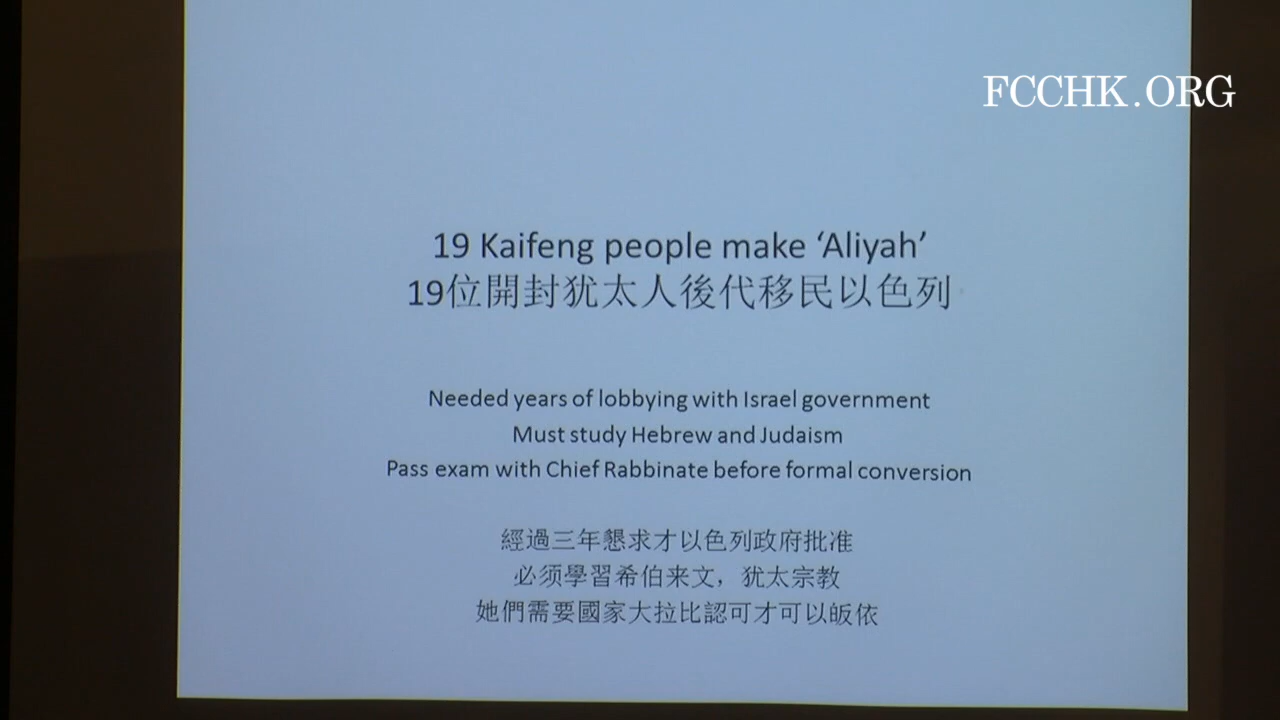 FCCHK.ORG
19 Kaifeng people make ‘Aliyah’
19位開封犹太人後代移民以色列
Needed years of lobbying with Israel government
Must study Hebrew and Judaism
Pass exam with Chief Rabbinate before formal conversion
經過三年懇求才以色列政府批准
必须學習希伯来文，犹太宗教
她們需要國家大拉比認可才可以皈依